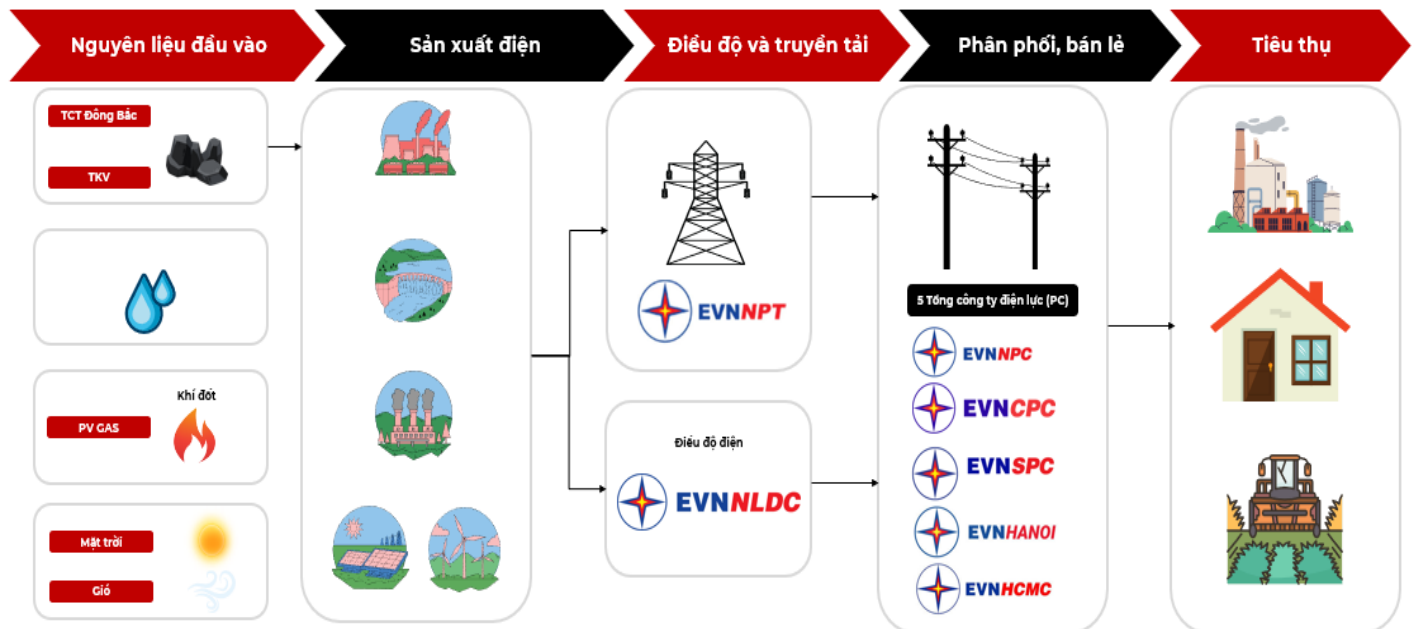 Nguyên liệu đầu vào
Sản xuất điện
Điều độ và truyền tải
Phân phối, bán lẻ
Tiêu thụ
TCT Đông Bắc
TKV
Khí đốt
PV GAS
Mặt trời
Gió
EVNNPT
Điều độ điện
EVNNLDC
5 Tổng công ty điện lực (PC)
EVNNPC
EVNCPC
EVNSPC
EVNHANOI
EVNHCMC